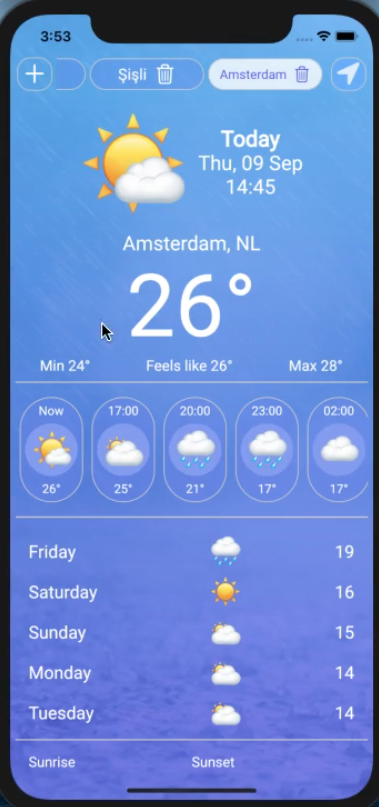 3:53
Şişli Amsterdam
Today
Thu, 09 Sep
14:45
Amsterdam, NL
26°
Min 24° Feels like 26° Max 28°
Now 17:00 20:00 23:00 02:00
26° 25° 21° 17° 17°
Friday 19
Saturday 16
Sunday 15
Monday 14
Tuesday 14
Sunrise Sunset